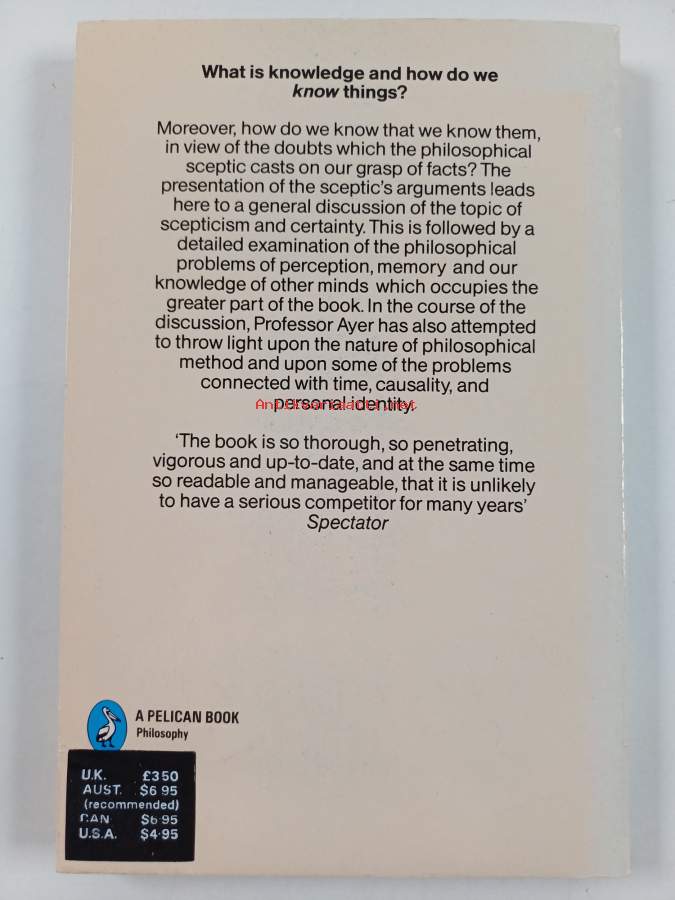 What is knowledge and how do we
know things?
Moreover, how do we know that we know them,
in view of the doubts which the philosophical
sceptic casts on our grasp of facts? The
presentation of the sceptic's arguments leads
here to a general discussion of the topic of
scepticism and certainty. This is followed by a
detailed examination of the philosophical
problems of perception, memory and our
knowledge of other minds which occupies the
greater part of the book. In the course of the
discussion, Professor Ayer has also attempted
to throw light upon the nature of philosophical
method and upon some of the problems
connected with time, causality, and
personal identity.
Antikvariaatti.net
'The book is so thorough, so penetrating,
vigorous and up-to-date, and at the same time
so readable and manageable, that it is unlikely
to have a serious competitor for many years'
Spectator
A PELICAN BOOK
Philosophy
U.K. £350
AUST. $6 95
(recommended)
CAN $6·95
U.S.A. $4·95